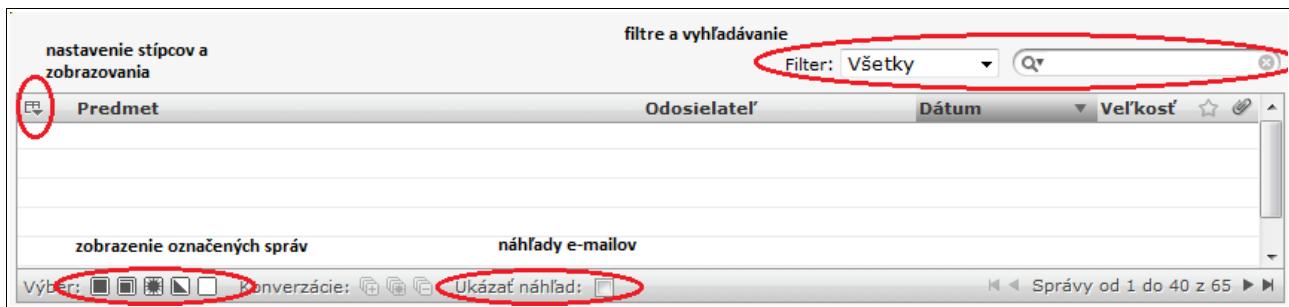 filtre a vyhľadávanie
nastavenie stípcov a
zobrazovania
Filter: Všetky
Predmet Odosielateľ Dátum Veľkosť
zobrazenie označených správ náhľady e-mailov
Výber: Konverzácie: Ukázať náhľad: Správy od 1 do 40 z 65